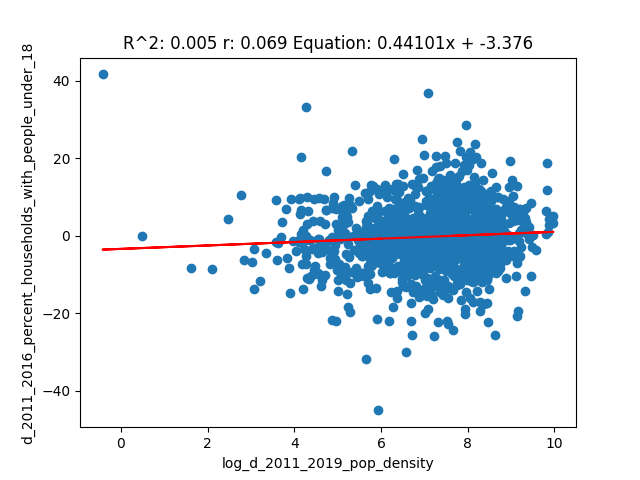 R^2: 0.005 r: 0.069 Equation: 0.44101x + -3.376
d_2011_2016_percent_households_with_people_under_18
40
20
0
−20
−40
0 2 4 6 8 10
log_d_2011_2019_pop_density